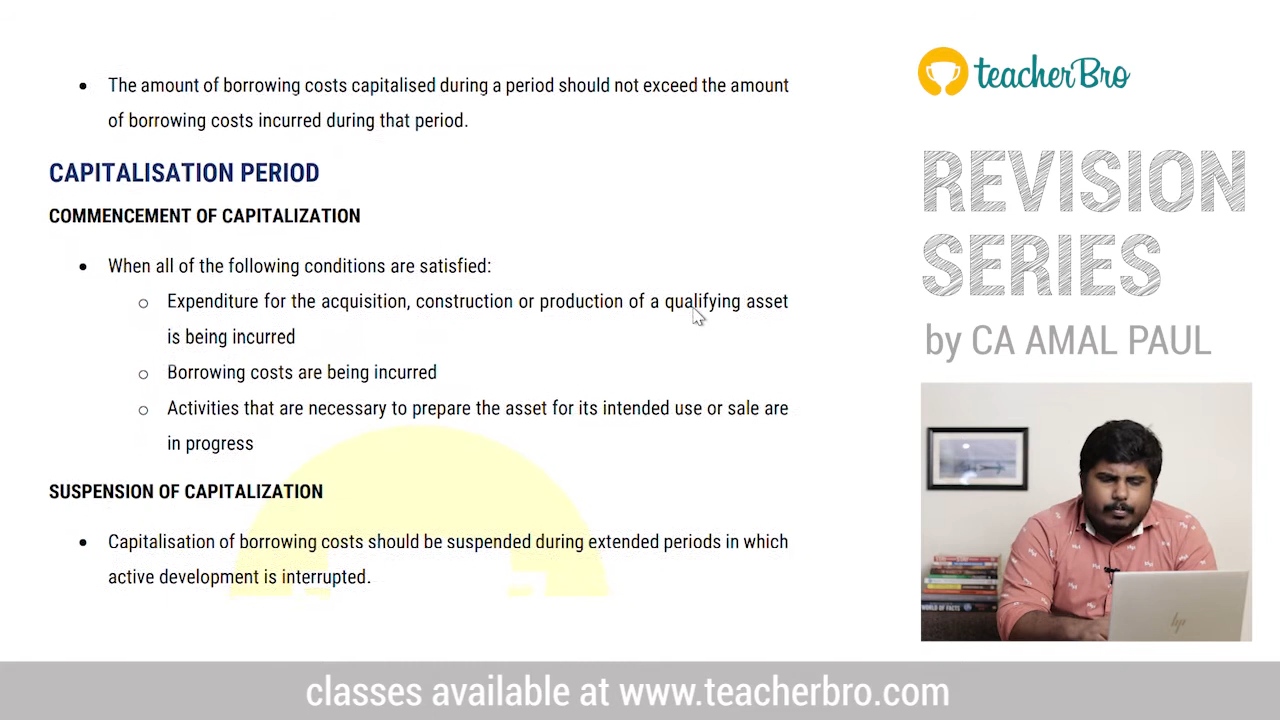 The amount of borrowing costs capitalised during a period should not exceed the amount
of borrowing costs incurred during that period.
CAPITALISATION PERIOD
COMMENCEMENT OF CAPITALIZATION
When all of the following conditions are satisfied:
Expenditure for the acquisition, construction or production of a qualifying asset
is being incurred
Borrowing costs are being incurred
Activities that are necessary to prepare the asset for its intended use or sale are
in progress
SUSPENSION OF CAPITALIZATION
Capitalisation of borrowing costs should be suspended during extended periods in which
active development is interrupted.
teacherBro
REVISION
SERIES
by CA AMAL PAUL
WORLD OF FACTS
hp
classes available at www.teacherbro.com